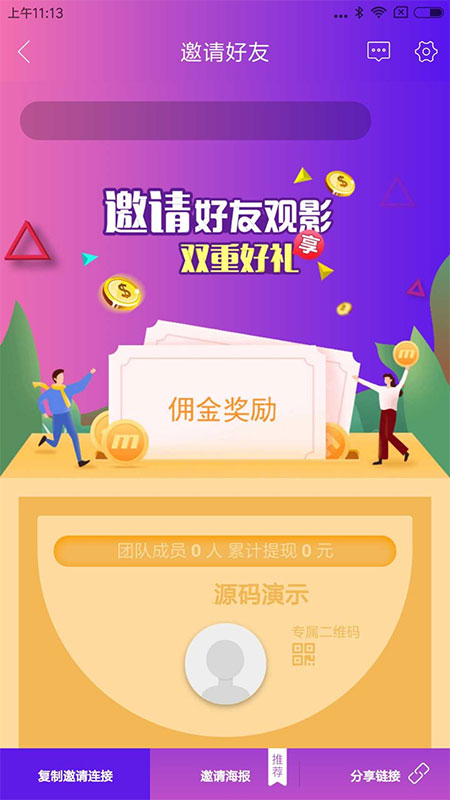 上午11:13
邀请好友
邀请好友观影
双重好礼
享
佣金奖励
m
m
团队成员 0 人 累计提现 0 元
源码演示
专属二维码
复制邀请连接
邀请海报
推荐
分享链接